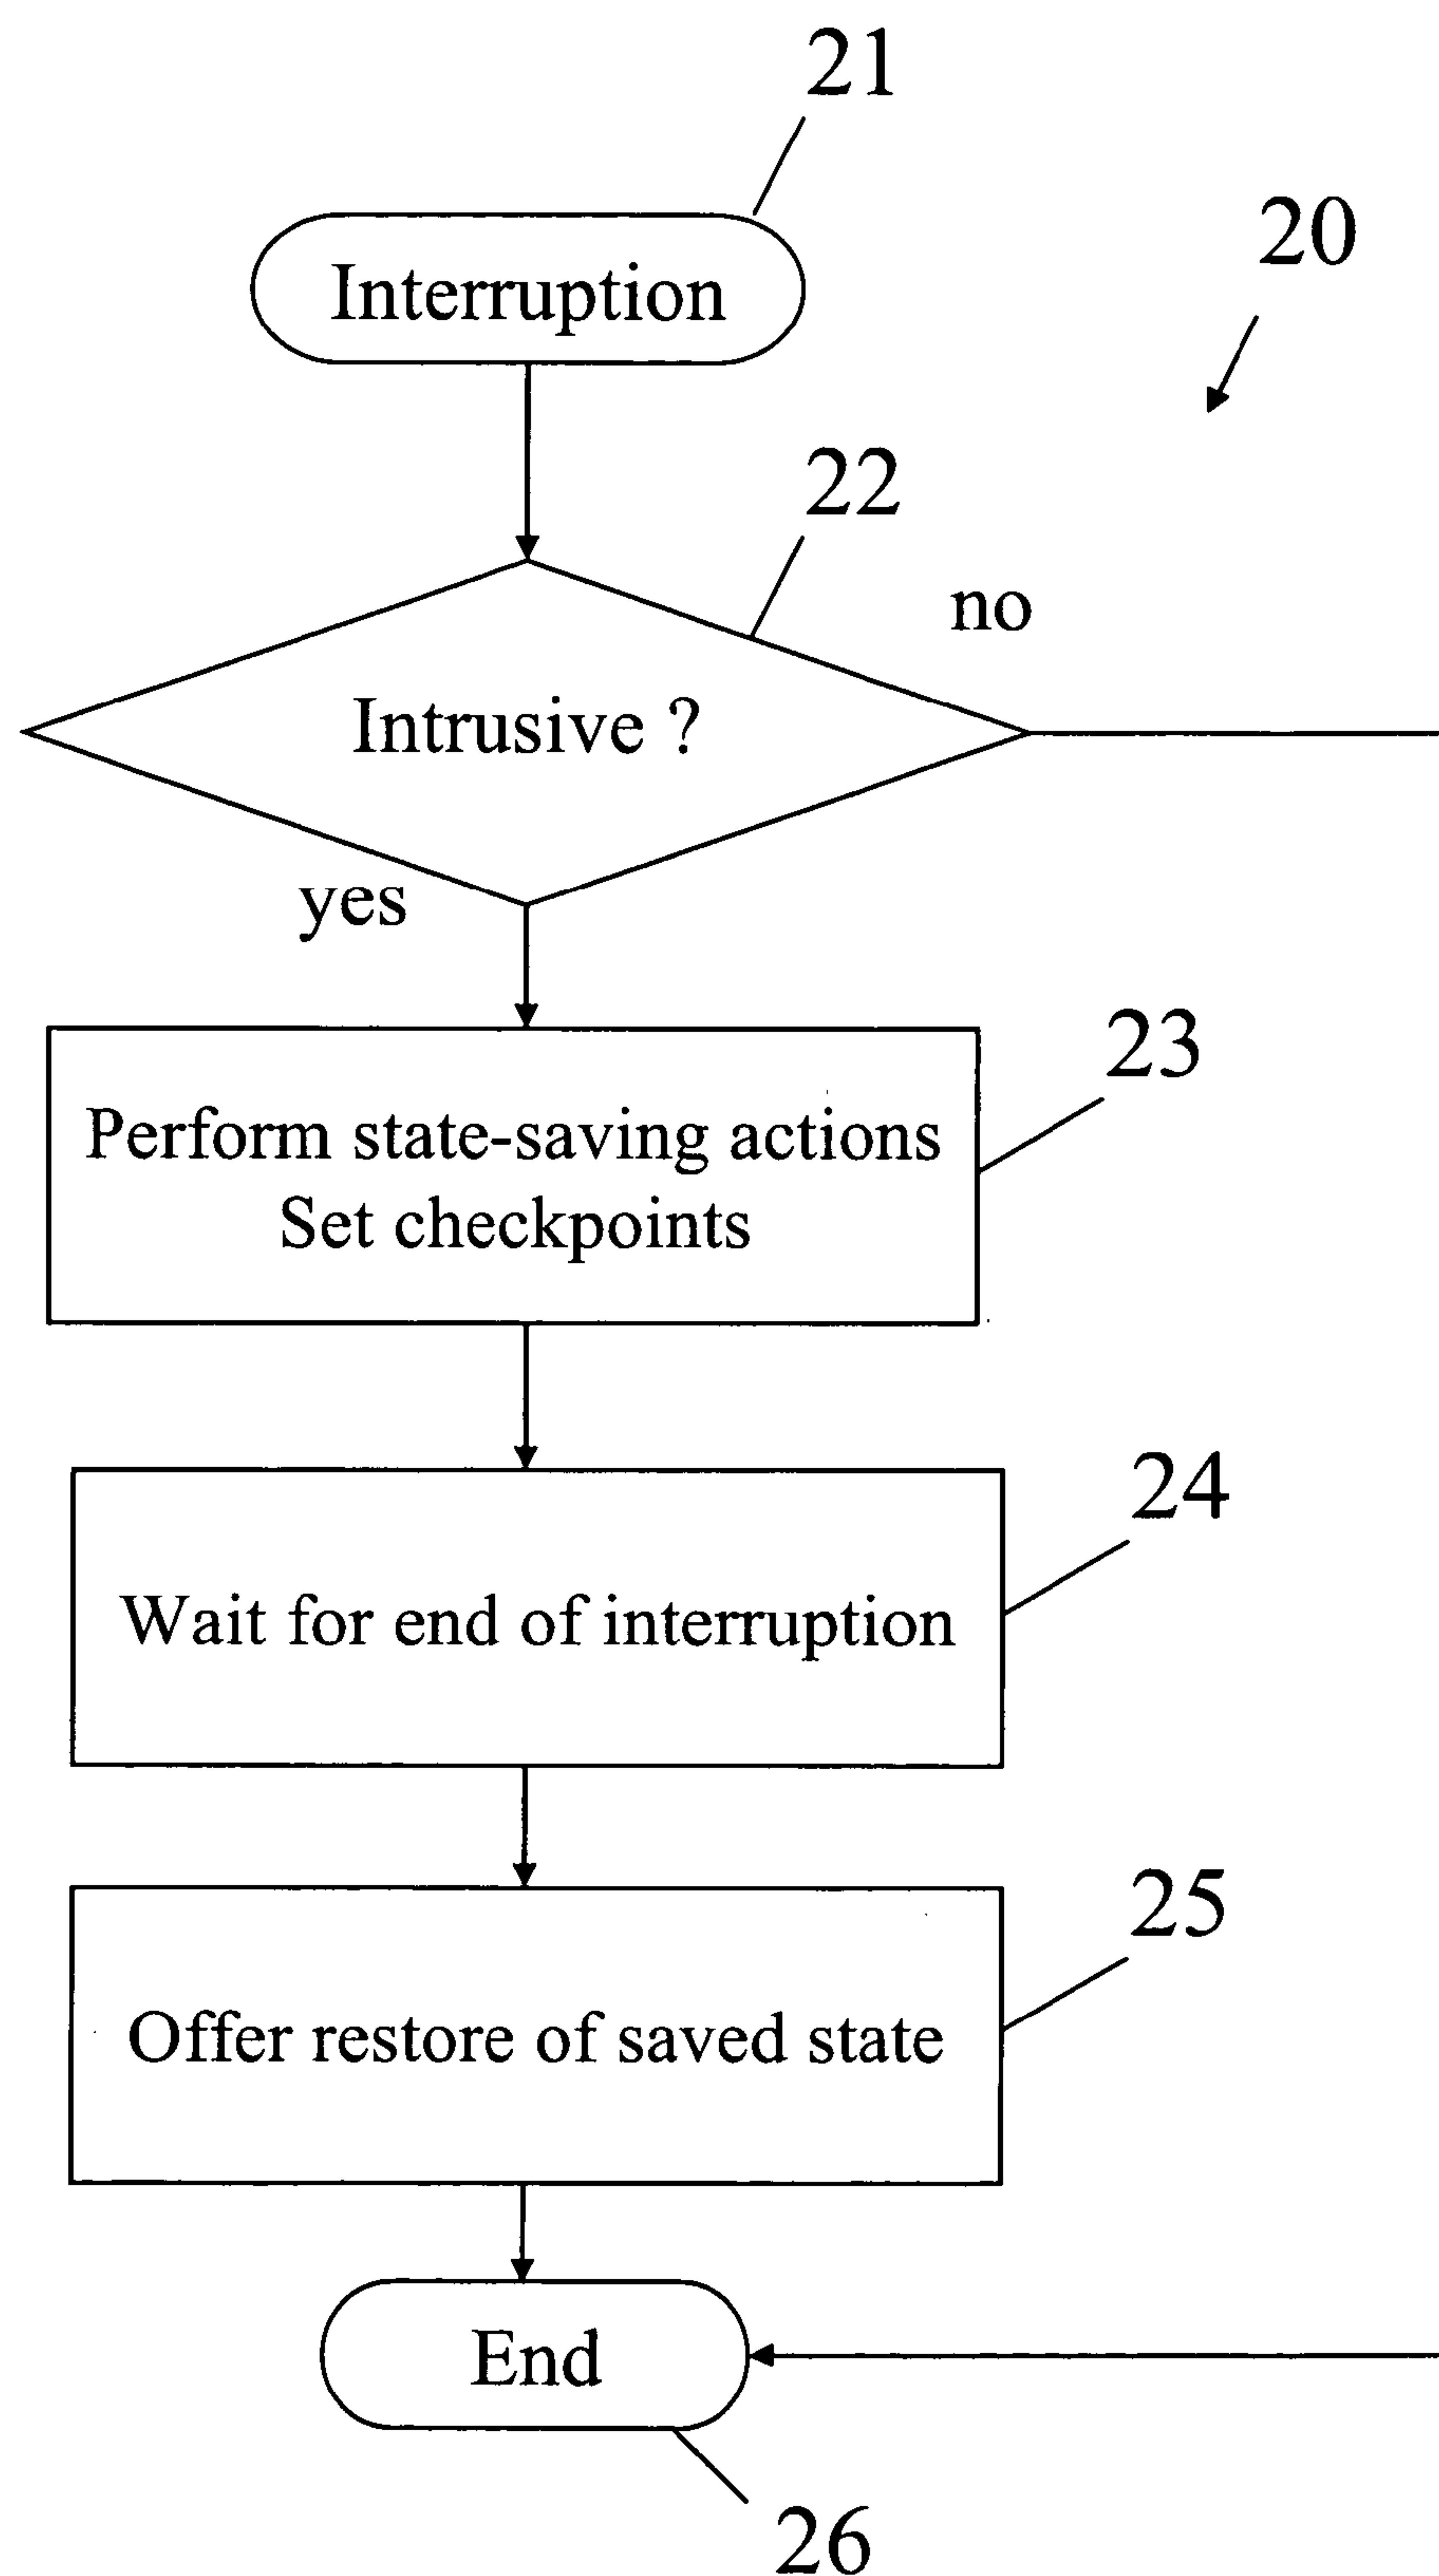 21
Interruption
20
22
no
Intrusive ?
yes
23
Perform state-saving actions
Set checkpoints
24
Wait for end of interruption
25
Offer restore of saved state
End
26